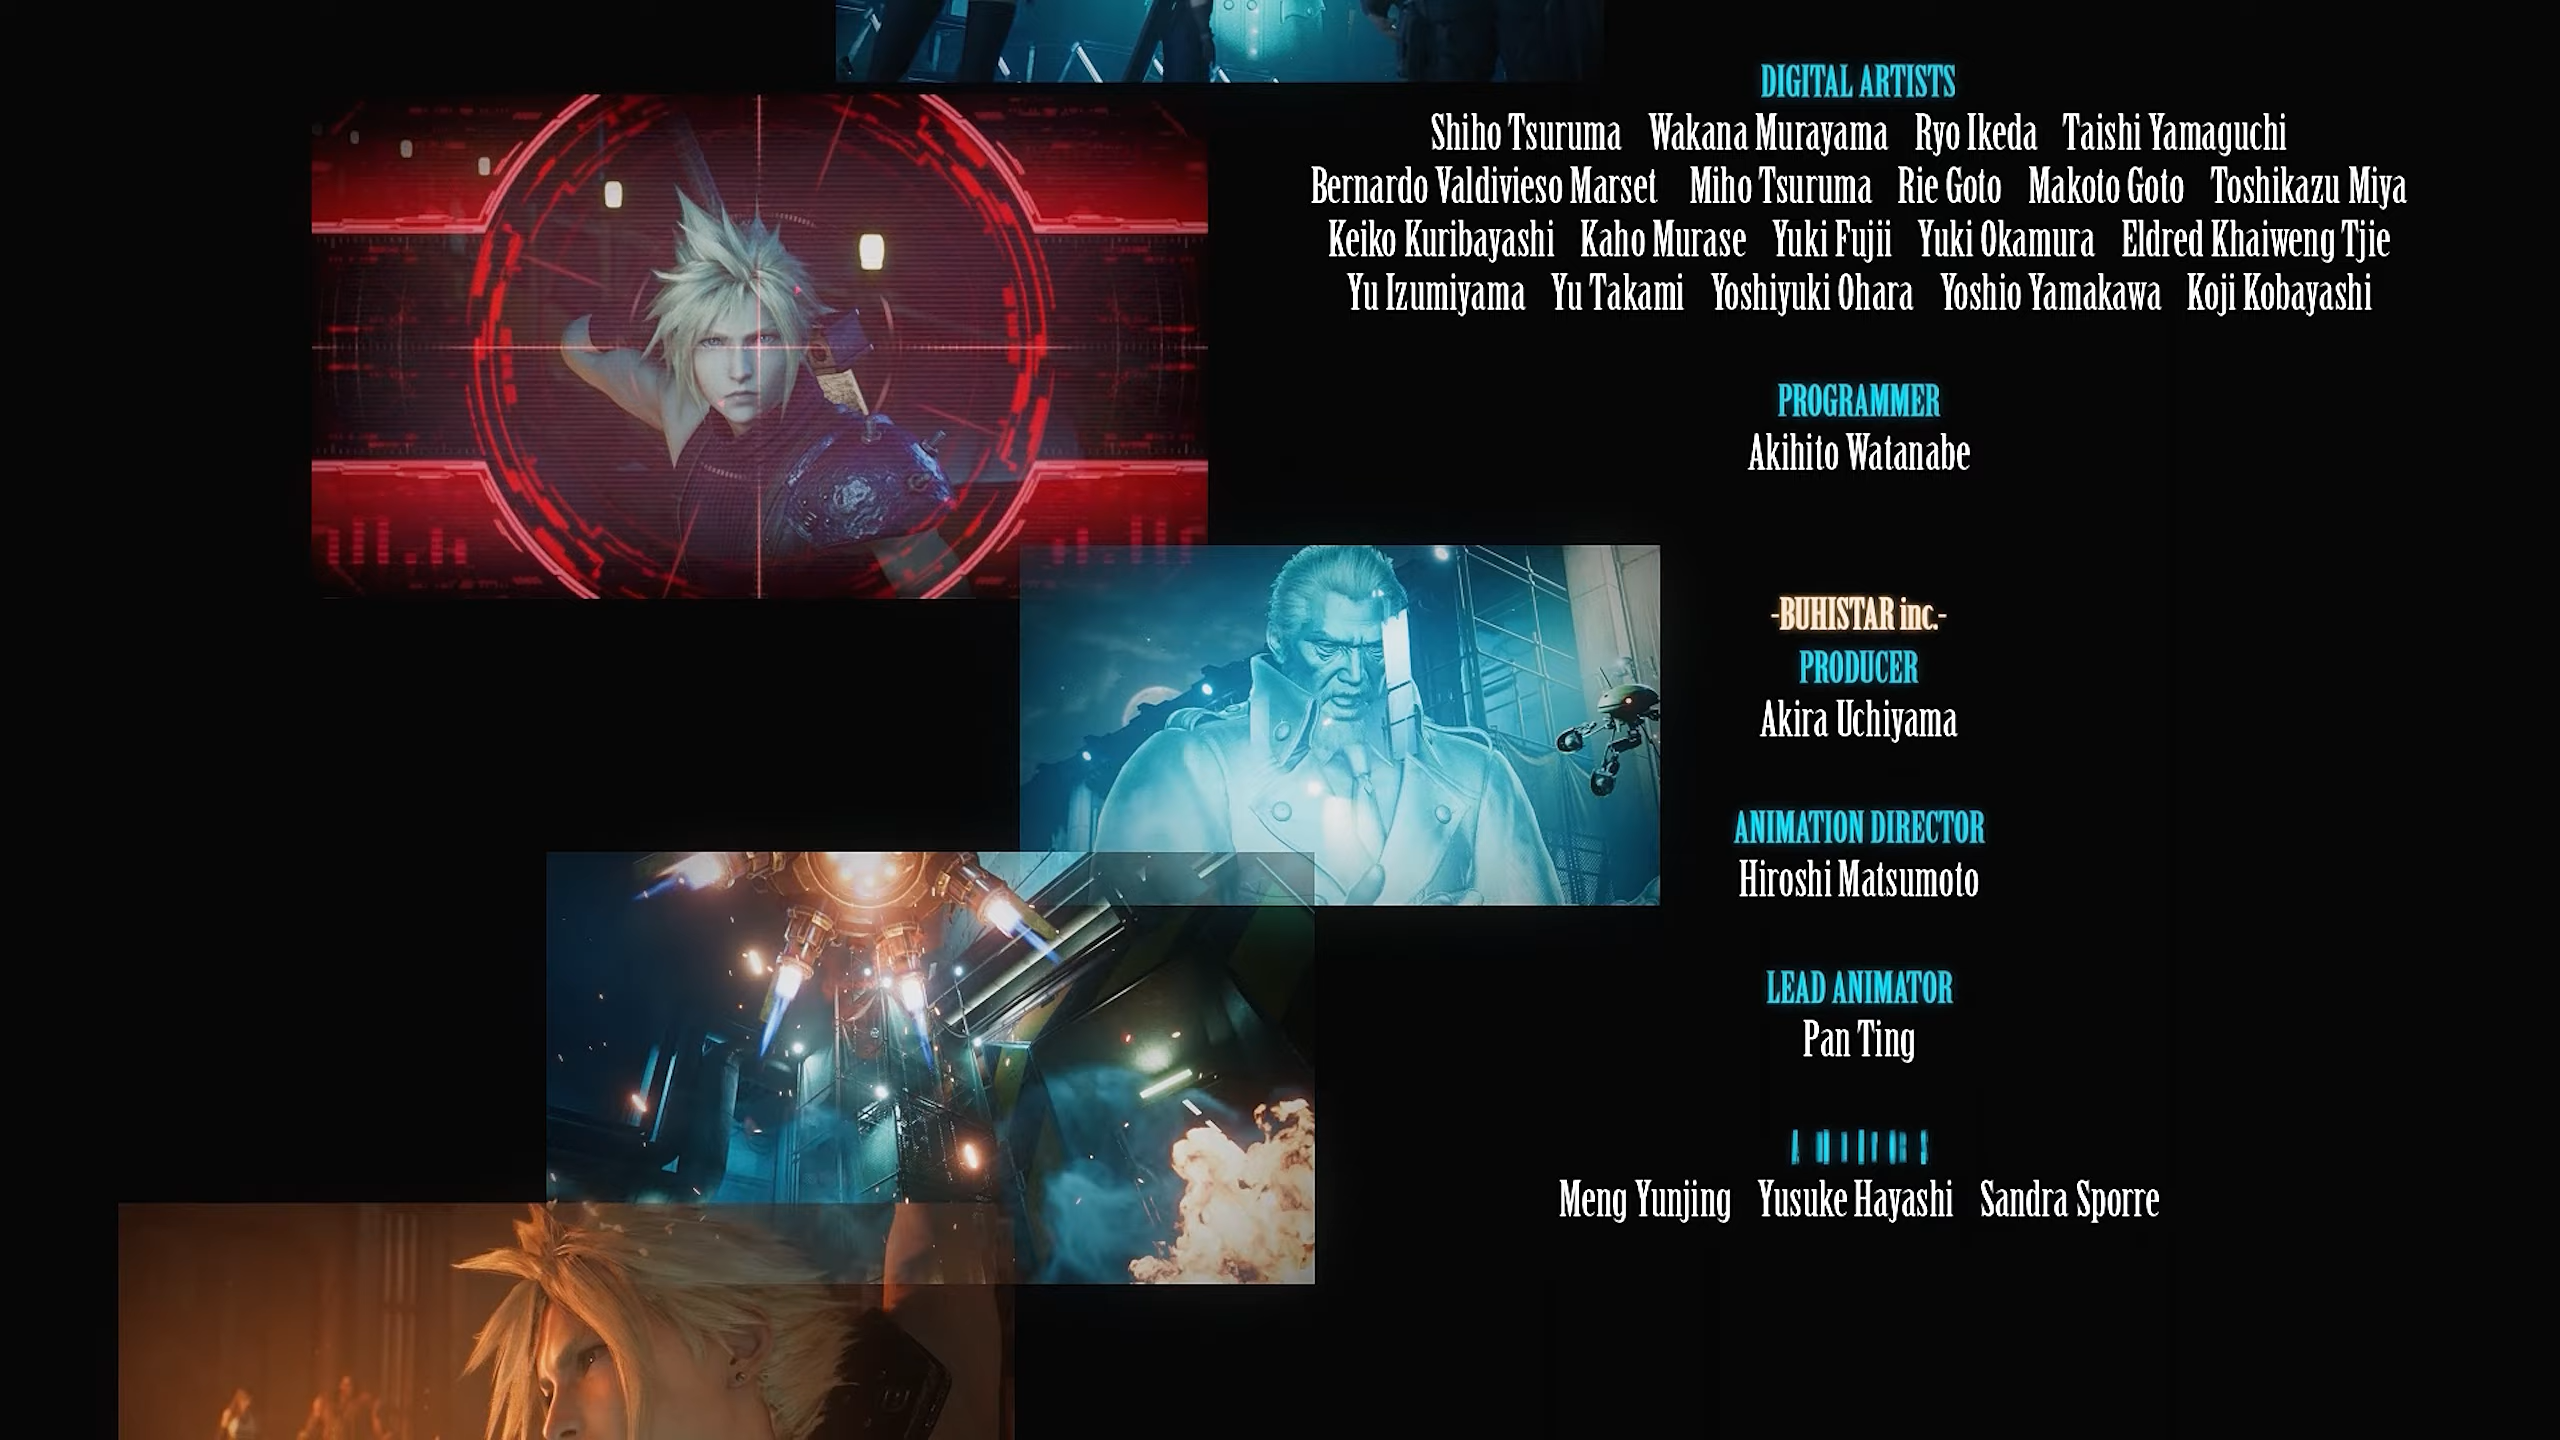 DIGITAL ARTISTS
Shiho Tsuruma Wakana Murayama Ryo Ikeda Taishi Yamaguchi
Bernardo Valdivieso Marset Miho Tsuruma Rie Goto Makoto Goto Toshikazu Miya
Keiko Kuribayashi Kaho Murase Yuki Fujii Yuki Okamura Eldred Khaiweng Tjie
Yu Izumiyama Yu Takami Yoshiyuki Ohara Yoshio Yamakawa Koji Kobayashi
PROGRAMMER
Akihito Watanabe
-BUHISTAR inc.-
PRODUCER
Akira Uchiyama
ANIMATION DIRECTOR
Hiroshi Matsumoto
LEAD ANIMATOR
Pan Ting
Meng Yunjing Yusuke Hayashi Sandra Sporre